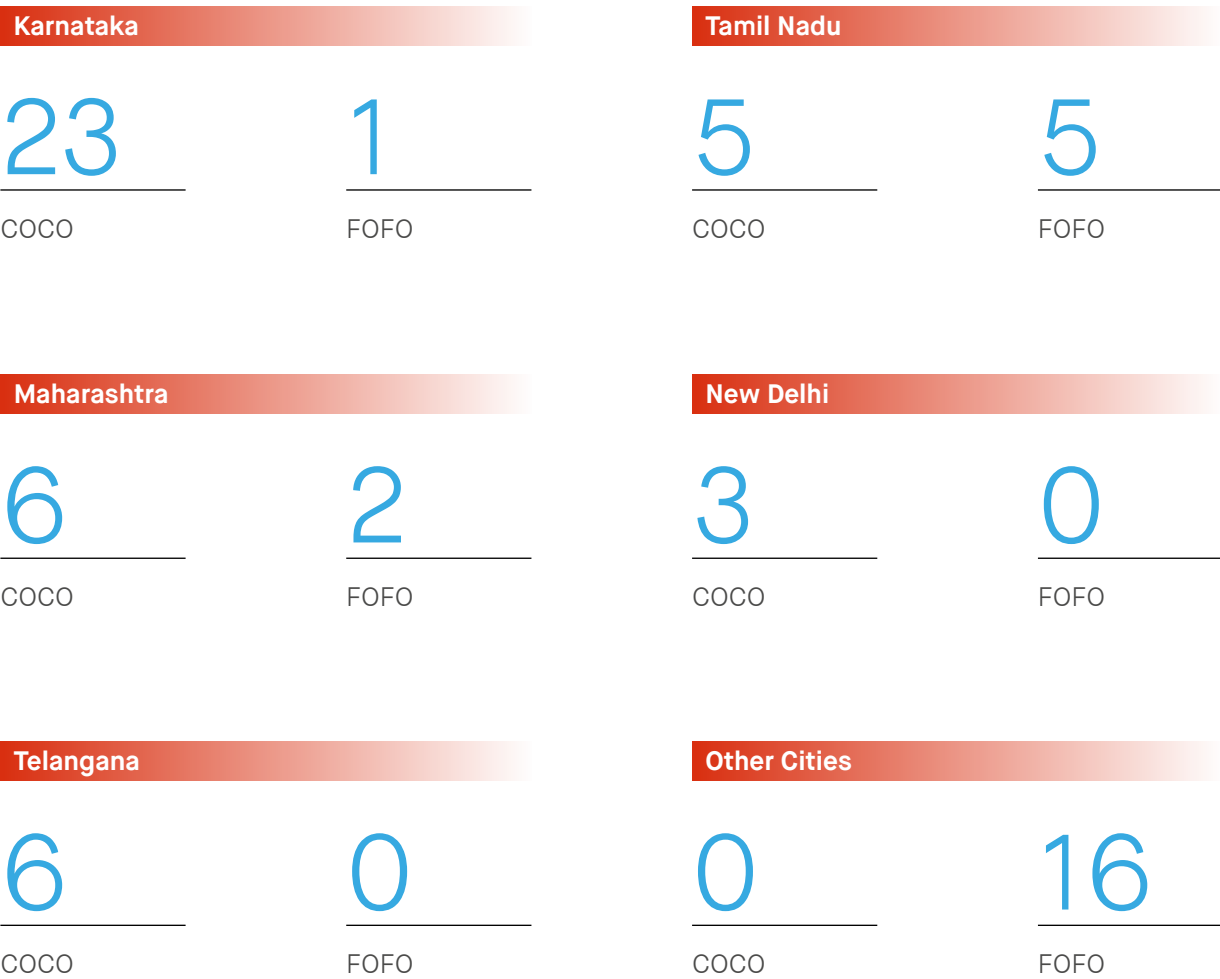 Karnataka
23
COCO
1
FOFO
Tamil Nadu
5
COCO
5
FOFO
Maharashtra
6
COCO
2
FOFO
New Delhi
3
COCO
0
FOFO
Telangana
6
COCO
0
FOFO
Other Cities
0
COCO
16
FOFO